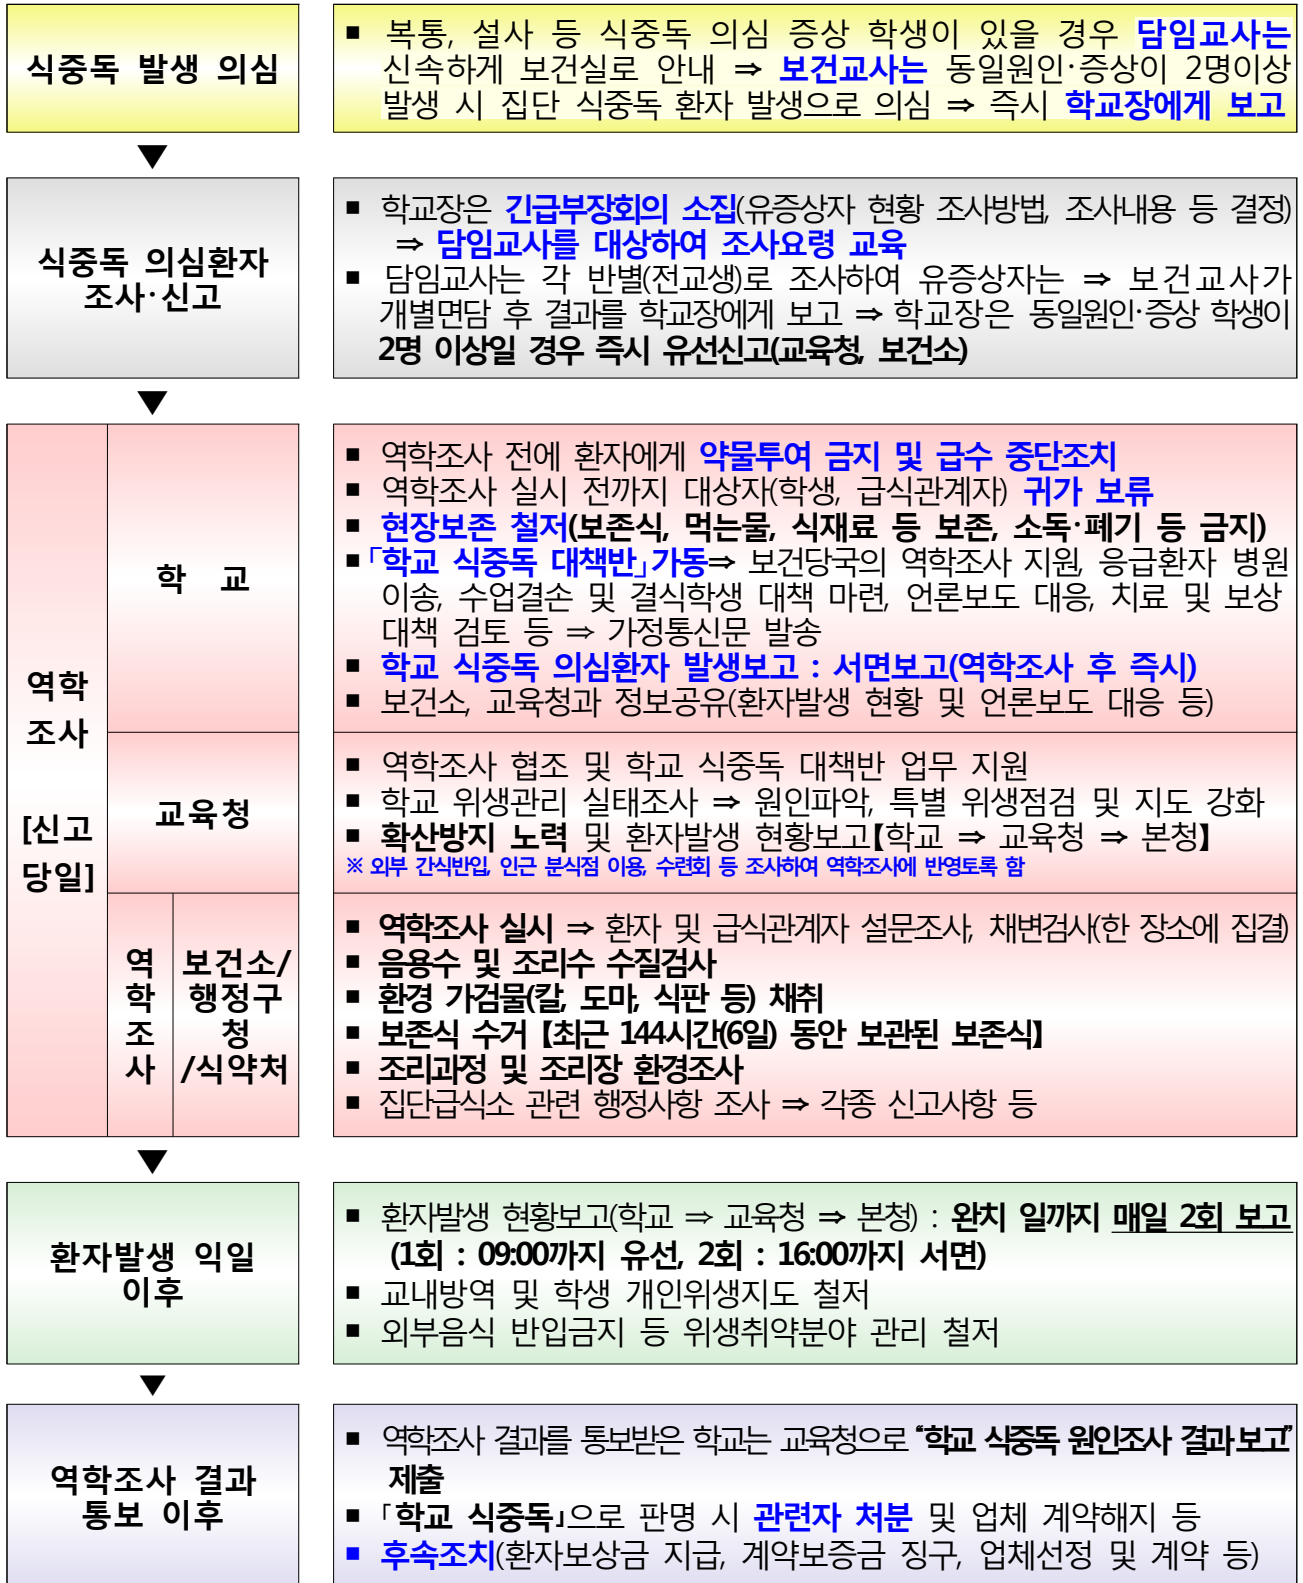 식중독 발생 의심
▪ 복통, 설사 등 식중독 의심 증상 학생이 있을 경우 담임교사는
신속하게 보건실로 안내 ⇒ 보건교사는 동일원인·증상이 2명이상
발생 시 집단 식중독 환자 발생으로 의심 ⇒ 즉시 학교장에게 보고
▼
식중독 의심환자
조사·신고
▪ 학교장은 긴급부장회의 소집(유증상자 현황 조사방법, 조사내용 등 결정)
⇒ 담임교사를 대상하여 조사요령 교육
▪ 담임교사는 각 반별(전교생)로 조사하여 유증상자는 ⇒ 보건교사가
개별면담 후 결과를 학교장에게 보고 ⇒ 학교장은 동일원인·증상 학생이
2명 이상일 경우 즉시 유선신고(교육청, 보건소)
▼
역학
조사
[신고
당일]
학 교
▪ 역학조사 전에 환자에게 약물투여 금지 및 급수 중단조치
▪ 역학조사 실시 전까지 대상자(학생, 급식관계자) 귀가 보류
▪ 현장보존 철저(보존식, 먹는물, 식재료 등 보존, 소독·폐기 등 금지)
▪「학교 식중독 대책반」가동⇒ 보건당국의 역학조사 지원, 응급환자 병원
이송, 수업결손 및 결식학생 대책 마련, 언론보도 대응, 치료 및 보상
대책 검토 등 ⇒ 가정통신문 발송
▪ 학교 식중독 의심환자 발생보고 : 서면보고(역학조사 후 즉시)
▪ 보건소, 교육청과 정보공유(환자발생 현황 및 언론보도 대응 등)
교육청
▪ 역학조사 협조 및 학교 식중독 대책반 업무 지원
▪ 학교 위생관리 실태조사 ⇒ 원인파악, 특별 위생점검 및 지도 강화
▪ 확산방지 노력 및 환자발생 현황보고【학교 ⇒ 교육청 ⇒ 본청】
※ 외부 간식반입, 인근 분식점 이용, 수련회 등 조사하여 역학조사에 반영토록 함
역
학
조
사
보건소/
행정구
청
/식약처
▪ 역학조사 실시 ⇒ 환자 및 급식관계자 설문조사, 채변검사(한 장소에 집결)
▪ 음용수 및 조리수 수질검사
▪ 환경 가검물(칼, 도마, 식판 등) 채취
▪ 보존식 수거【최근 144시간(6일) 동안 보관된 보존식】
▪ 조리과정 및 조리장 환경조사
▪ 집단급식소 관련 행정사항 조사 ⇒ 각종 신고사항 등
▼
환자발생 익일
이후
▪ 환자발생 현황보고(학교 ⇒ 교육청 ⇒ 본청) : 완치 일까지 매일 2회 보고
(1회 : 09:00까지 유선, 2회 : 16:00까지 서면)
▪ 교내방역 및 학생 개인위생지도 철저
▪ 외부음식 반입금지 등 위생취약분야 관리 철저
▼
역학조사 결과
통보 이후
▪ 역학조사 결과를 통보받은 학교는 교육청으로 “학교 식중독 원인조사 결과 보고”
제출
▪ 「학교 식중독」으로 판명 시 관련자 처분 및 업체 계약해지 등
▪ 후속조치(환자보상금 지급, 계약보증금 징구, 업체선정 및 계약 등)